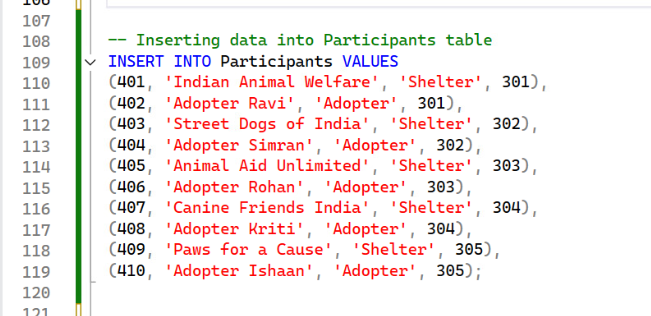 106
107
108 -- Inserting data into Participants table
109 INSERT INTO Participants VALUES
110 (401, 'Indian Animal Welfare', 'Shelter', 301),
111 (402, 'Adopter Ravi', 'Adopter', 301),
112 (403, 'Street Dogs of India', 'Shelter', 302),
113 (404, 'Adopter Simran', 'Adopter', 302),
114 (405, 'Animal Aid Unlimited', 'Shelter', 303),
115 (406, 'Adopter Rohan', 'Adopter', 303),
116 (407, 'Canine Friends India', 'Shelter', 304),
117 (408, 'Adopter Kriti', 'Adopter', 304),
118 (409, 'Paws for a Cause', 'Shelter', 305),
119 (410, 'Adopter Ishaan', 'Adopter', 305);
120
121